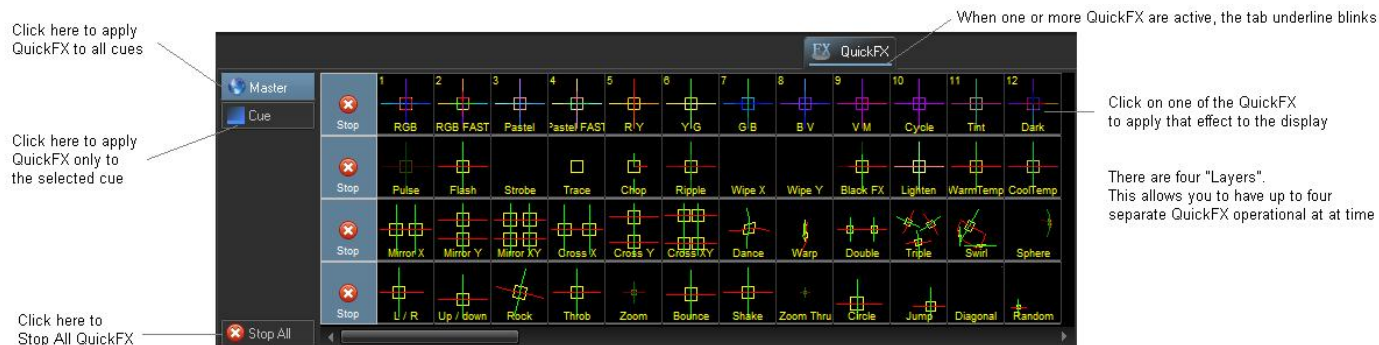 Click here to apply
QuickFX to all cues
When one or more QuickFX are active, the tab underline blinks
FX QuickFX
Master
Cue
Click here to apply
QuickFX only to
the selected cue
1 2 3 4 5 6 7 8 9 10 11 12
Stop RGB RGB FAST Pastel Pastel FAST R Y Y G G B B V V M Cycle Tint Dark
Click on one of the QuickFX
to apply that effect to the display
Stop Pulse Flash Strobe Trace Chop Ripple Wipe X Wipe Y Black FX Lighten WarmTemp CoolTemp
There are four "Layers".
This allows you to have up to four
separate QuickFX operational at at time
Stop Mirror X Mirror Y Mirror XY Cross X Cross Y Cross XY Dance Warp Double Triple Swirl Sphere
Stop L / R Up / down Rock Throb Zoom Bounce Shake Zoom Thru Circle Jump Diagonal Random
Click here to
Stop All QuickFX
Stop All